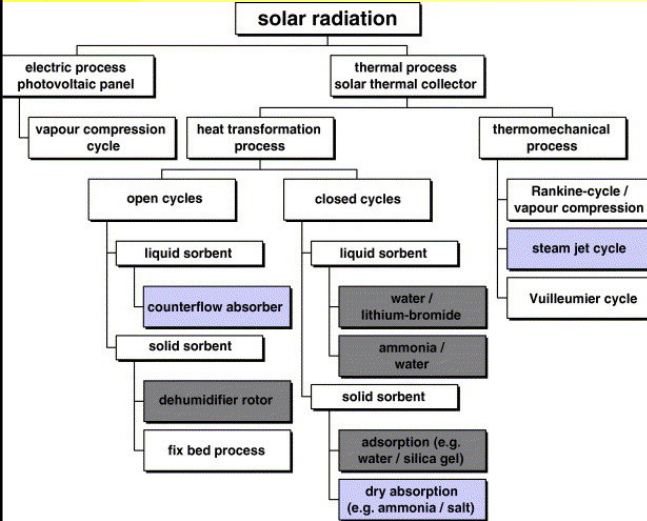 solar radiation
electric process
photovoltaic panel
thermal process
solar thermal collector
vapour compression
cycle
heat transformation
process
thermomechanical
process
open cycles
closed cycles
Rankine-cycle /
vapour compression
liquid sorbent
liquid sorbent
steam jet cycle
counterflow absorber
water /
lithium-bromide
Vuilleumier cycle
solid sorbent
ammonia /
water
dehumidifier rotor
solid sorbent
fix bed process
adsorption (e.g.
water / silica gel)
dry absorption
(e.g. ammonia / salt)